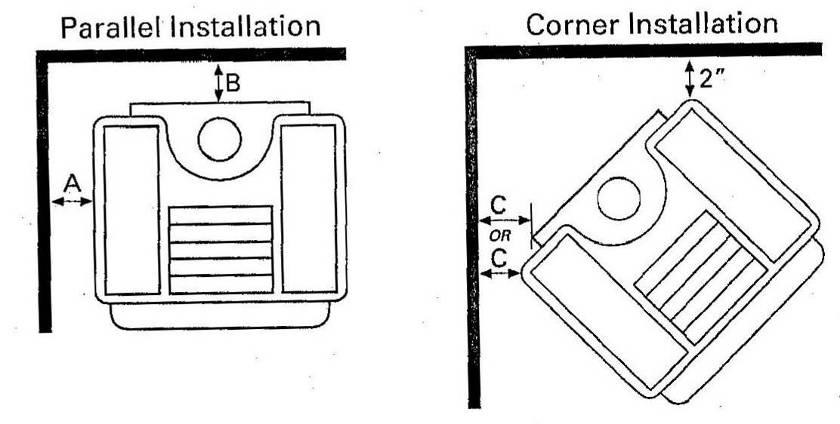 Parallel Installation
Corner Installation
B
A
2"
C
OR
C